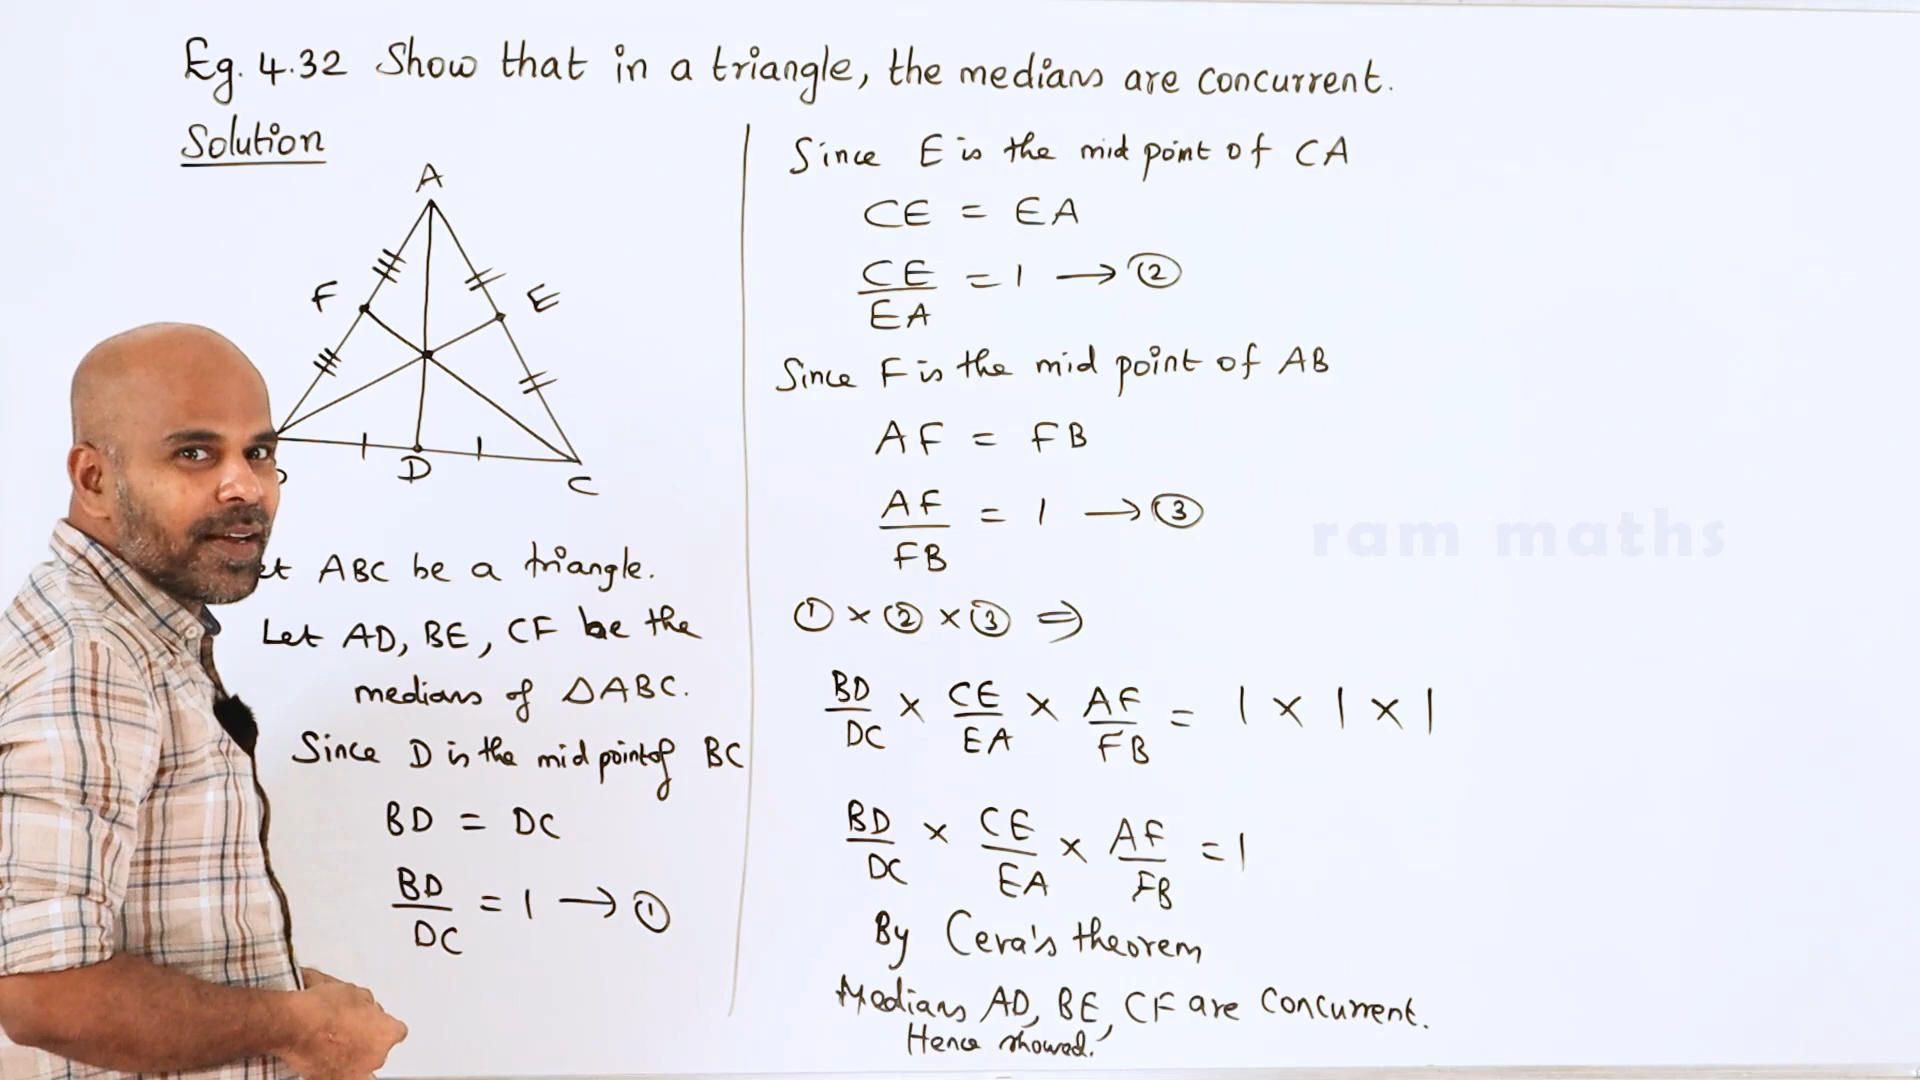 Eg. 4.32 Show that in a triangle, the medians are concurrent.
Solution
A
F
E
D
C
ABC be a triangle.
Let AD, BE, CF be the
medians of △ABC.
Since D is the mid point of BC
BD = DC
BD/DC = 1 → ①
Since E is the mid point of CA
CE = EA
CE/EA = 1 → ②
Since F is the mid point of AB
AF = FB
AF/FB = 1 → ③
① × ② × ③ ⇒
BD/DC × CE/EA × AF/FB = 1 × 1 × 1
BD/DC × CE/EA × AF/FB = 1
By Ceva's theorem
Medians AD, BE, CF are concurrent.
Hence showed.
ram maths